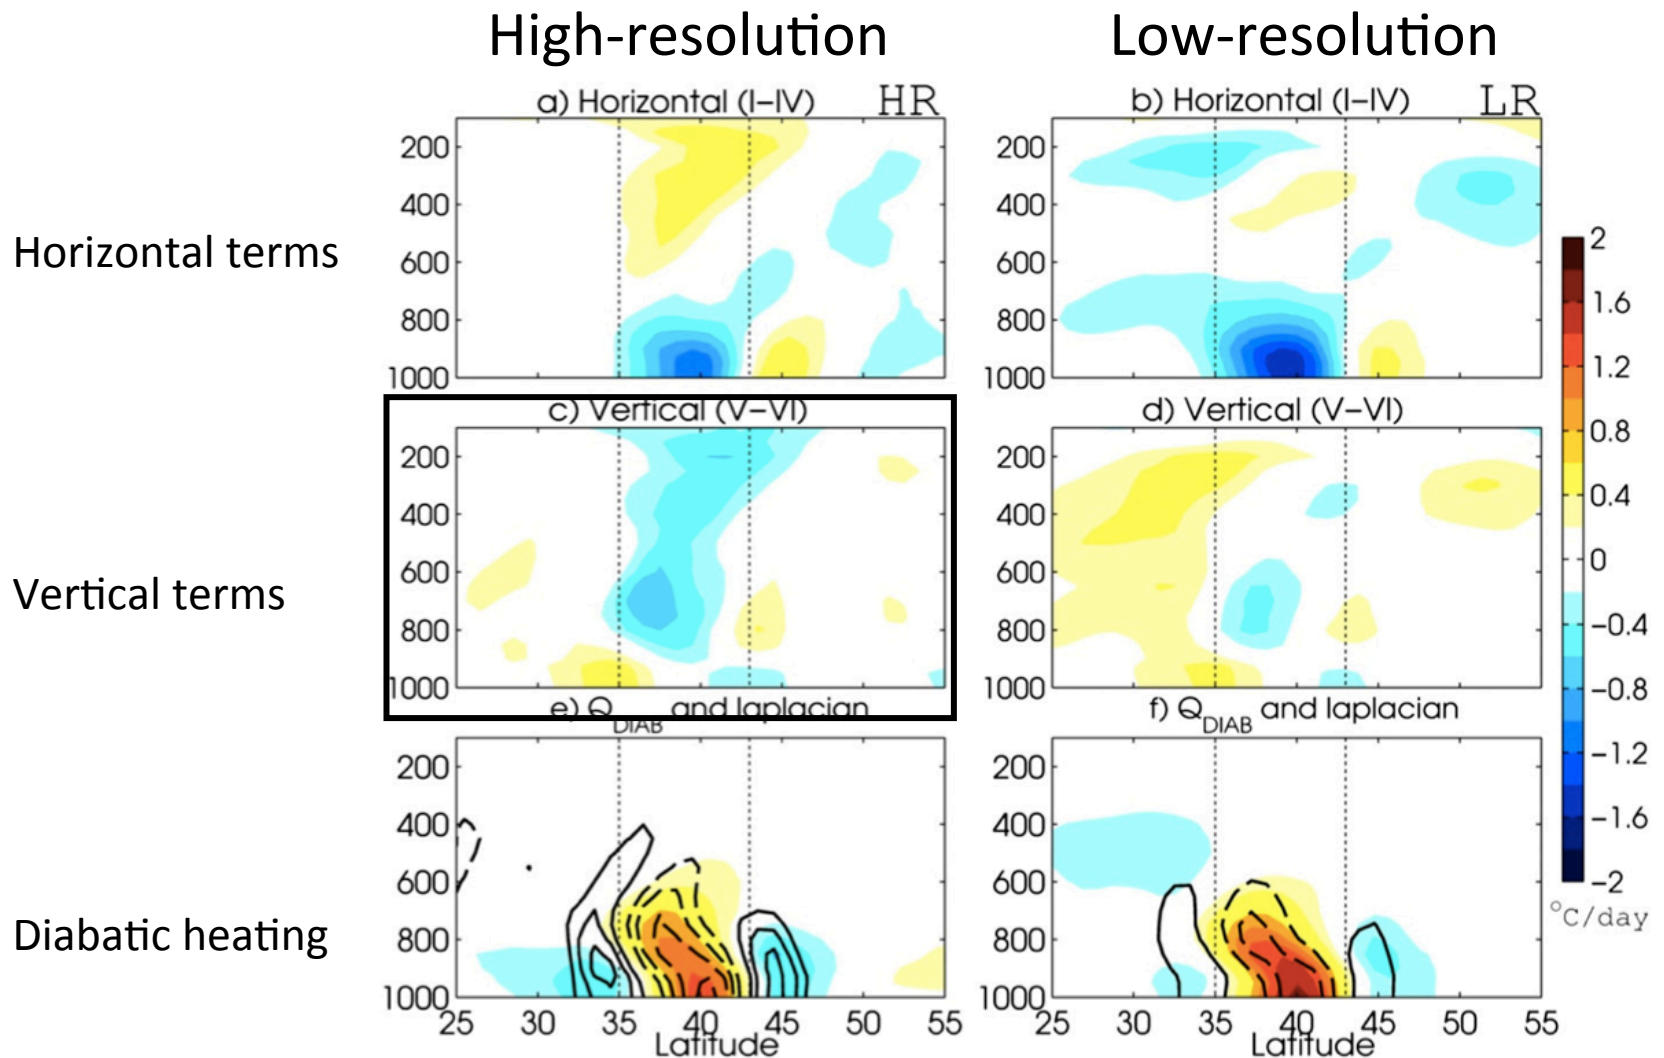 High-resolution Low-resolution
a) Horizontal (I–IV) HR b) Horizontal (I–IV) LR
200 200
400 400
Horizontal terms
600 600
800 800
1000 1000
c) Vertical (V–VI) d) Vertical (V–VI)
200 200
400 400
600 600
Vertical terms
800 800
1000 1000
e) Q_DIAB and laplacian f) Q_DIAB and laplacian
200 200
400 400
600 600
Diabatic heating
800 800
1000 1000
25 30 35 40 45 50 55 25 30 35 40 45 50 55
Latitude Latitude
2
1.6
1.2
0.8
0.4
0
−0.4
−0.8
−1.2
−1.6
−2
°C/day